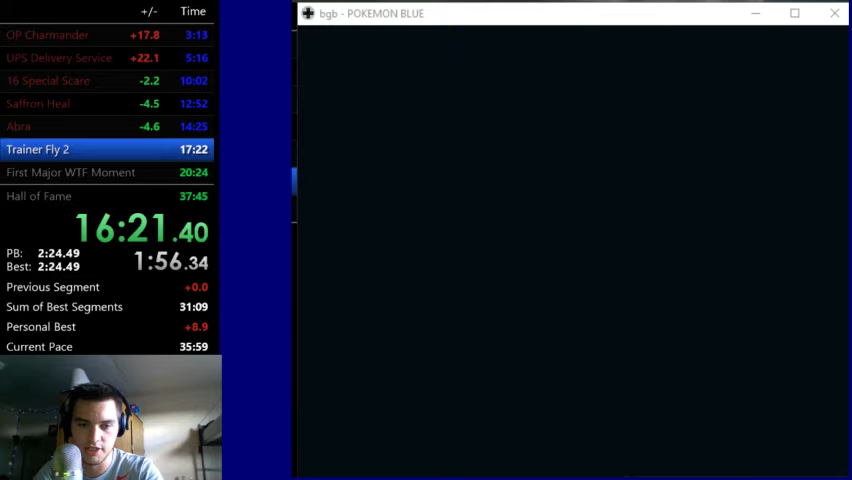 +/- Time
OP Charmander +17.8 3:13
UPS Delivery Service +22.1 5:16
16 Special Scare -2.2 10:02
Saffron Heal -4.5 12:52
Abra -4.6 14:25
Trainer Fly 2 17:22
First Major WTF Moment 20:24
Hall of Fame 37:45
16:21.40
PB: 2:24.49
Best: 2:24.49
1:56.34
Previous Segment +0.0
Sum of Best Segments 31:09
Personal Best +8.9
Current Pace 35:59
bgb - POKEMON BLUE